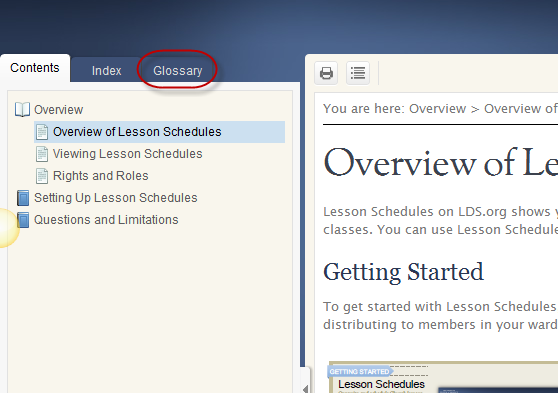 Contents
Index
Glossary
Overview
Overview of Lesson Schedules
Viewing Lesson Schedules
Rights and Roles
Setting Up Lesson Schedules
Questions and Limitations
You are here: Overview > Overview of
Overview of
Lesson Schedules on LDS.org shows
classes. You can use Lesson
Getting Started
To get started with Lesson Schedules
distributing to members in your ward
GETTING STARTED
Lesson Schedules